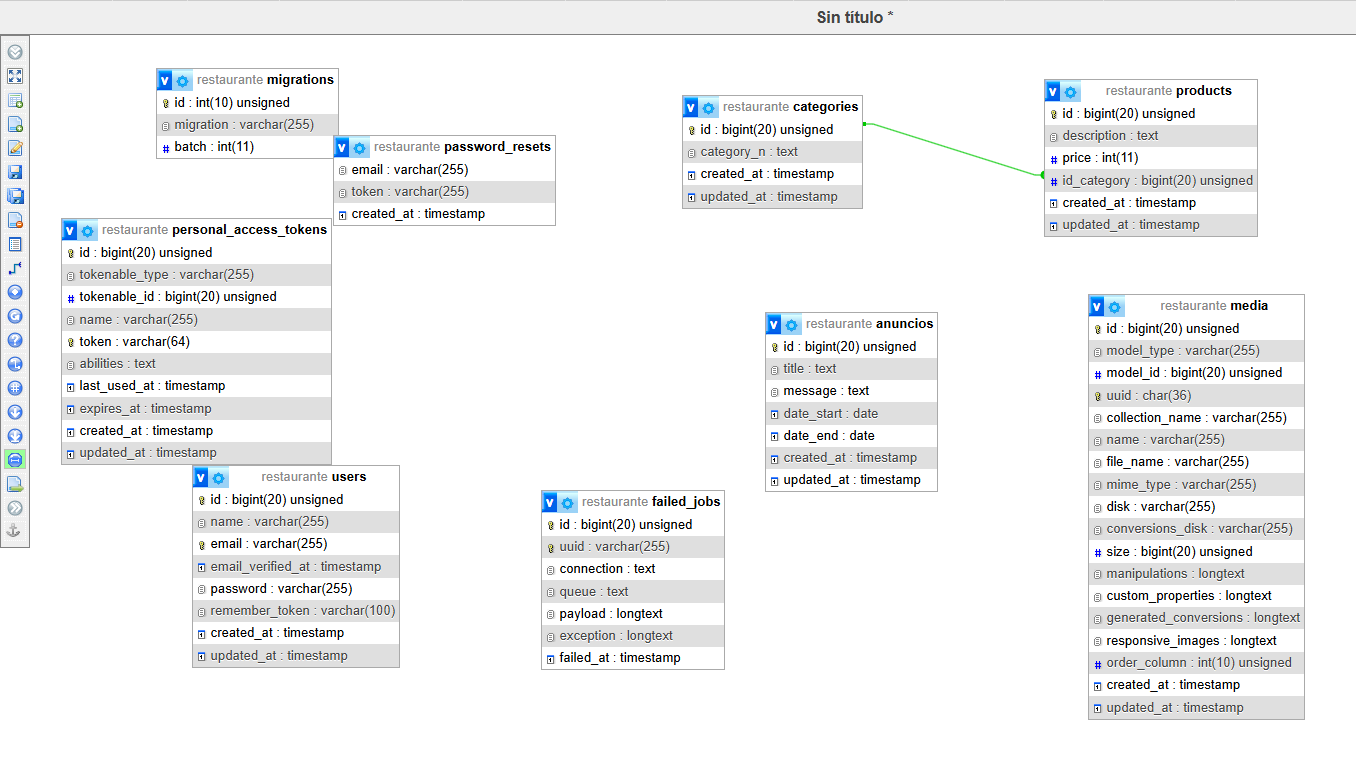 Sin título *
restaurante migrations
id : int(10) unsigned
migration : varchar(255)
batch : int(11)
restaurante password_resets
email : varchar(255)
token : varchar(255)
created_at : timestamp
restaurante personal_access_tokens
id : bigint(20) unsigned
tokenable_type : varchar(255)
tokenable_id : bigint(20) unsigned
name : varchar(255)
token : varchar(64)
abilities : text
last_used_at : timestamp
expires_at : timestamp
created_at : timestamp
updated_at : timestamp
restaurante users
id : bigint(20) unsigned
name : varchar(255)
email : varchar(255)
email_verified_at : timestamp
password : varchar(255)
remember_token : varchar(100)
created_at : timestamp
updated_at : timestamp
restaurante failed_jobs
id : bigint(20) unsigned
uuid : varchar(255)
connection : text
queue : text
payload : longtext
exception : longtext
failed_at : timestamp
restaurante categories
id : bigint(20) unsigned
category_n : text
created_at : timestamp
updated_at : timestamp
restaurante anuncios
id : bigint(20) unsigned
title : text
message : text
date_start : date
date_end : date
created_at : timestamp
updated_at : timestamp
restaurante products
id : bigint(20) unsigned
description : text
price : int(11)
id_category : bigint(20) unsigned
created_at : timestamp
updated_at : timestamp
restaurante media
id : bigint(20) unsigned
model_type : varchar(255)
model_id : bigint(20) unsigned
uuid : char(36)
collection_name : varchar(255)
name : varchar(255)
file_name : varchar(255)
mime_type : varchar(255)
disk : varchar(255)
conversions_disk : varchar(255)
size : bigint(20) unsigned
manipulations : longtext
custom_properties : longtext
generated_conversions : longtext
responsive_images : longtext
order_column : int(10) unsigned
created_at : timestamp
updated_at : timestamp